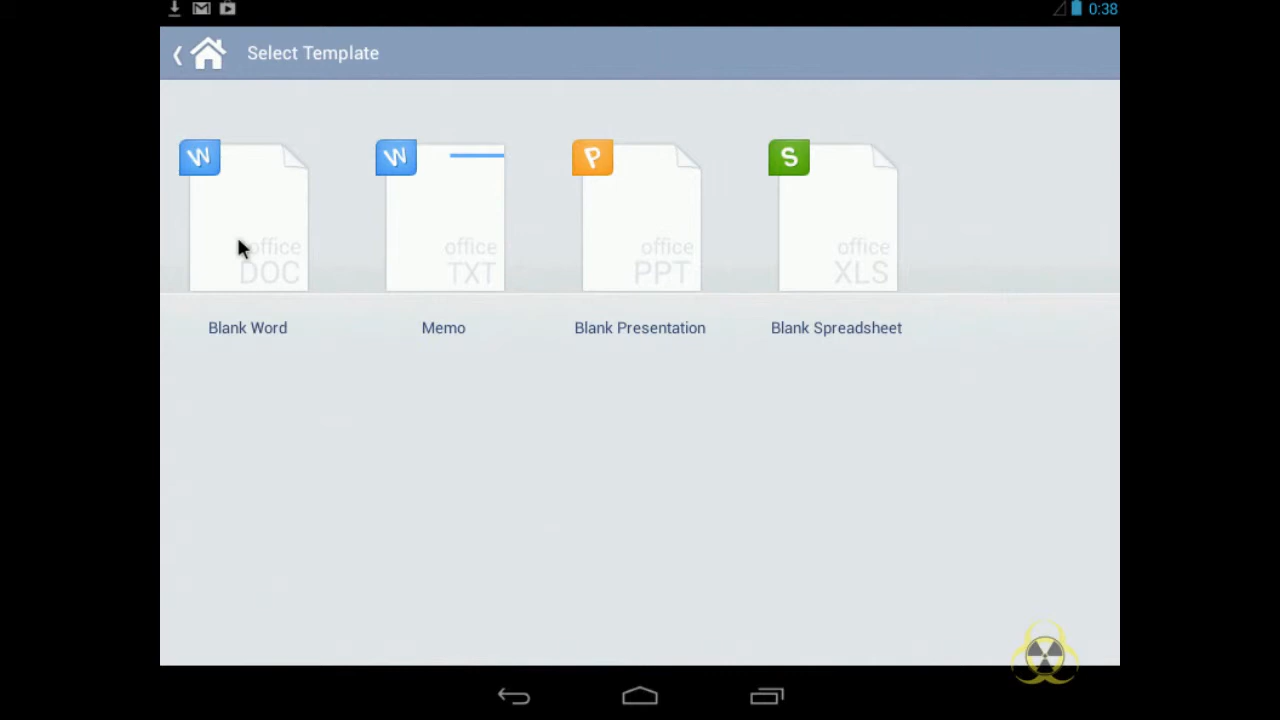 0:38
Select Template
W
W
P
S
office
DOC
office
TXT
office
PPT
office
XLS
Blank Word
Memo
Blank Presentation
Blank Spreadsheet